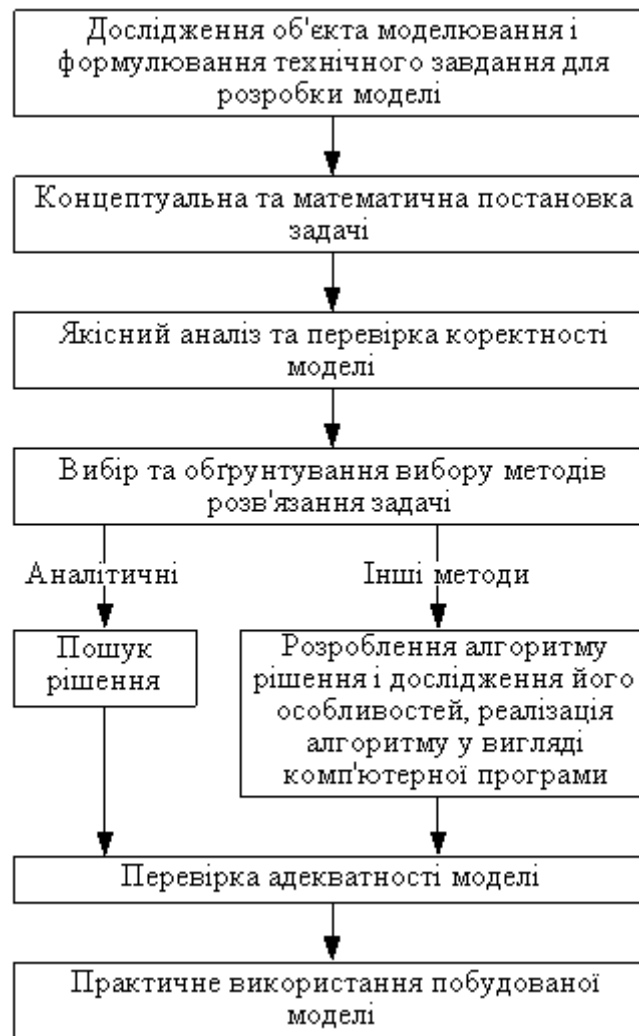 Дослідження об'єкта моделювання і
формулювання технічного завдання для
розробки моделі
Концептуальна та математична постановка
задачі
Якісний аналіз та перевірка коректності
моделі
Вибір та обґрунтування вибору методів
розв'язання задачі
Аналітичні
Інші методи
Пошук
рішення
Розроблення алгоритму
рішення і дослідження його
особливостей, реалізація
алгоритму у вигляді
комп'ютерної програми
Перевірка адекватності моделі
Практичне використання побудованої
моделі